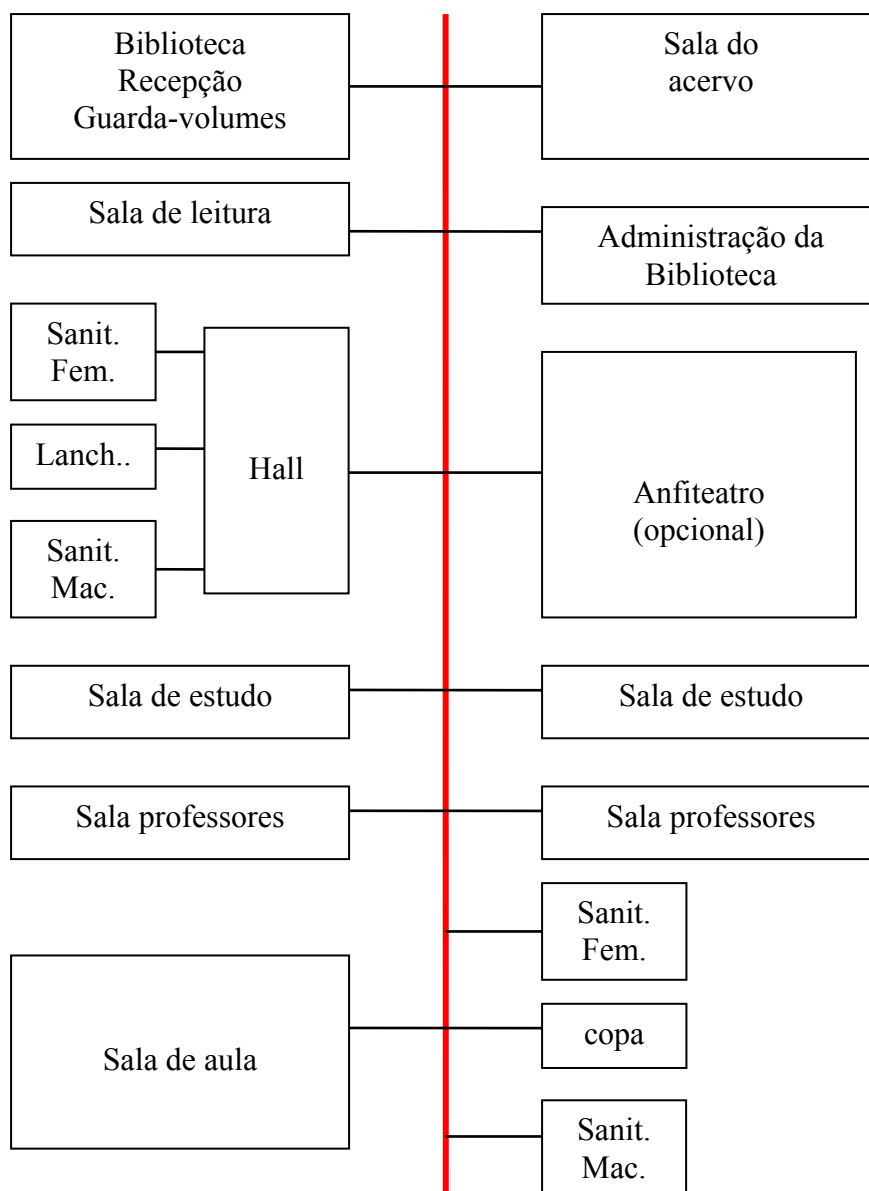 Biblioteca
Recepção
Guarda-volumes
Sala do
acervo
Sala de leitura
Administração da
Biblioteca
Sanit.
Fem.
Lanch..
Sanit.
Mac.
Hall
Anfiteatro
(opcional)
Sala de estudo
Sala de estudo
Sala professores
Sala professores
Sanit.
Fem.
Sala de aula
copa
Sanit.
Mac.